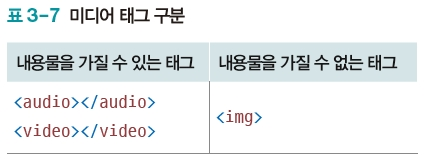 표 3-7 미디어 태그 구분
내용물을 가질 수 있는 태그 내용물을 가질 수 없는 태그
<audio></audio>
<video></video>
<img>